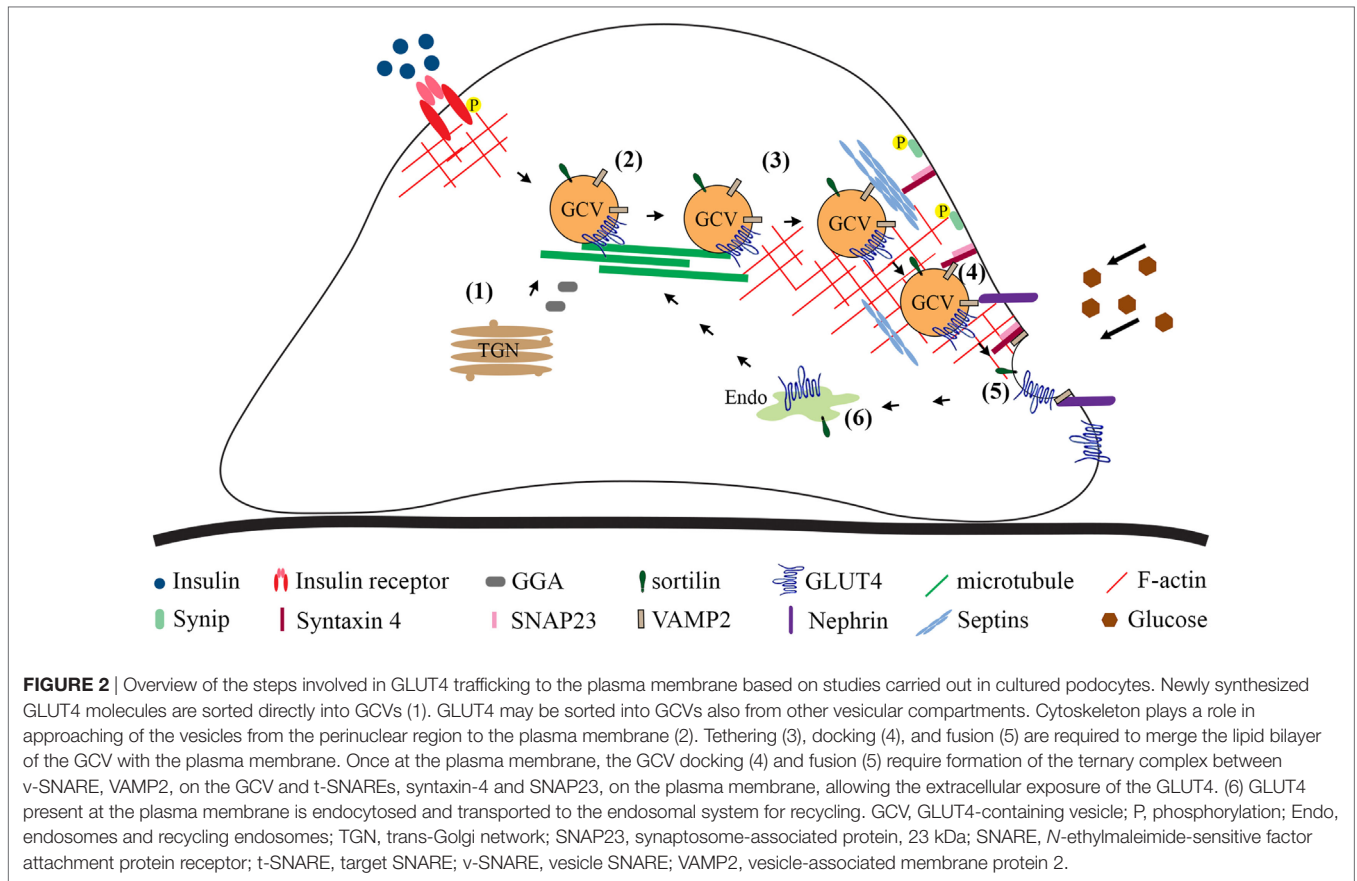 P
(2)
(3)
P
GCV
GCV
GCV
P
(4)
GCV
(1)
TGN
(5)
Endo
(6)
Insulin
Insulin receptor
GGA
sortilin
GLUT4
microtubule
F-actin
Synip
Syntaxin 4
SNAP23
VAMP2
Nephrin
Septins
Glucose
FIGURE 2 | Overview of the steps involved in GLUT4 trafficking to the plasma membrane based on studies carried out in cultured podocytes. Newly synthesized
GLUT4 molecules are sorted directly into GCVs (1). GLUT4 may be sorted into GCVs also from other vesicular compartments. Cytoskeleton plays a role in
approaching of the vesicles from the perinuclear region to the plasma membrane (2). Tethering (3), docking (4), and fusion (5) are required to merge the lipid bilayer
of the GCV with the plasma membrane. Once at the plasma membrane, the GCV docking (4) and fusion (5) require formation of the ternary complex between
v-SNARE, VAMP2, on the GCV and t-SNAREs, syntaxin-4 and SNAP23, on the plasma membrane, allowing the extracellular exposure of the GLUT4. (6) GLUT4
present at the plasma membrane is endocytosed and transported to the endosomal system for recycling. GCV, GLUT4-containing vesicle; P, phosphorylation; Endo,
endosomes and recycling endosomes; TGN, trans-Golgi network; SNAP23, synaptosome-associated protein, 23 kDa; SNARE, N-ethylmaleimide-sensitive factor
attachment protein receptor; t-SNARE, target SNARE; v-SNARE, vesicle SNARE; VAMP2, vesicle-associated membrane protein 2.